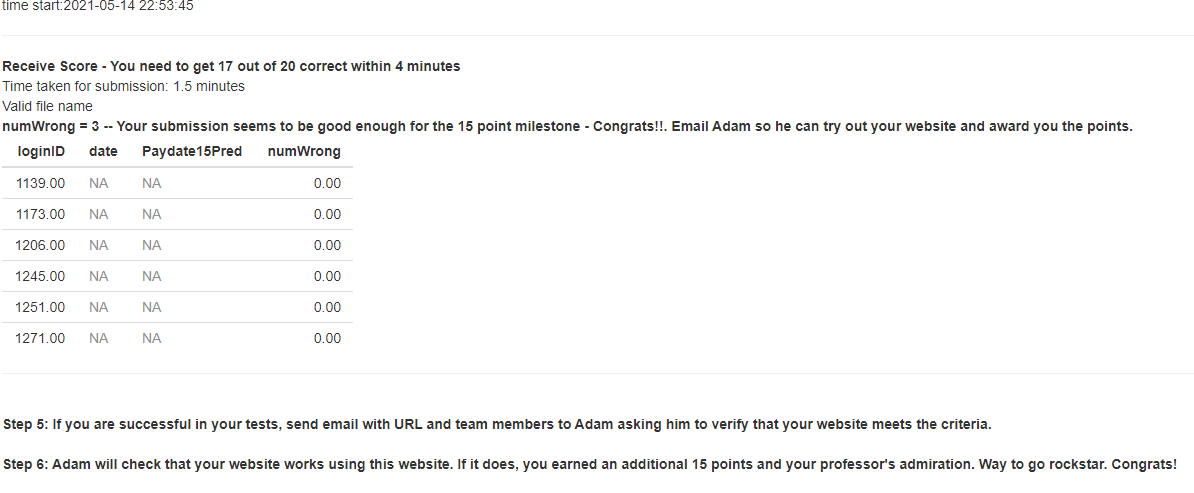 time start:2021-05-14 22:53:45
Receive Score - You need to get 17 out of 20 correct within 4 minutes
Time taken for submission: 1.5 minutes
Valid file name
numWrong = 3 -- Your submission seems to be good enough for the 15 point milestone - Congrats!!. Email Adam so he can try out your website and award you the points.
loginID date Paydate15Pred numWrong
1139.00 NA NA 0.00
1173.00 NA NA 0.00
1206.00 NA NA 0.00
1245.00 NA NA 0.00
1251.00 NA NA 0.00
1271.00 NA NA 0.00
Step 5: If you are successful in your tests, send email with URL and team members to Adam asking him to verify that your website meets the criteria.
Step 6: Adam will check that your website works using this website. If it does, you earned an additional 15 points and your professor's admiration. Way to go rockstar. Congrats!